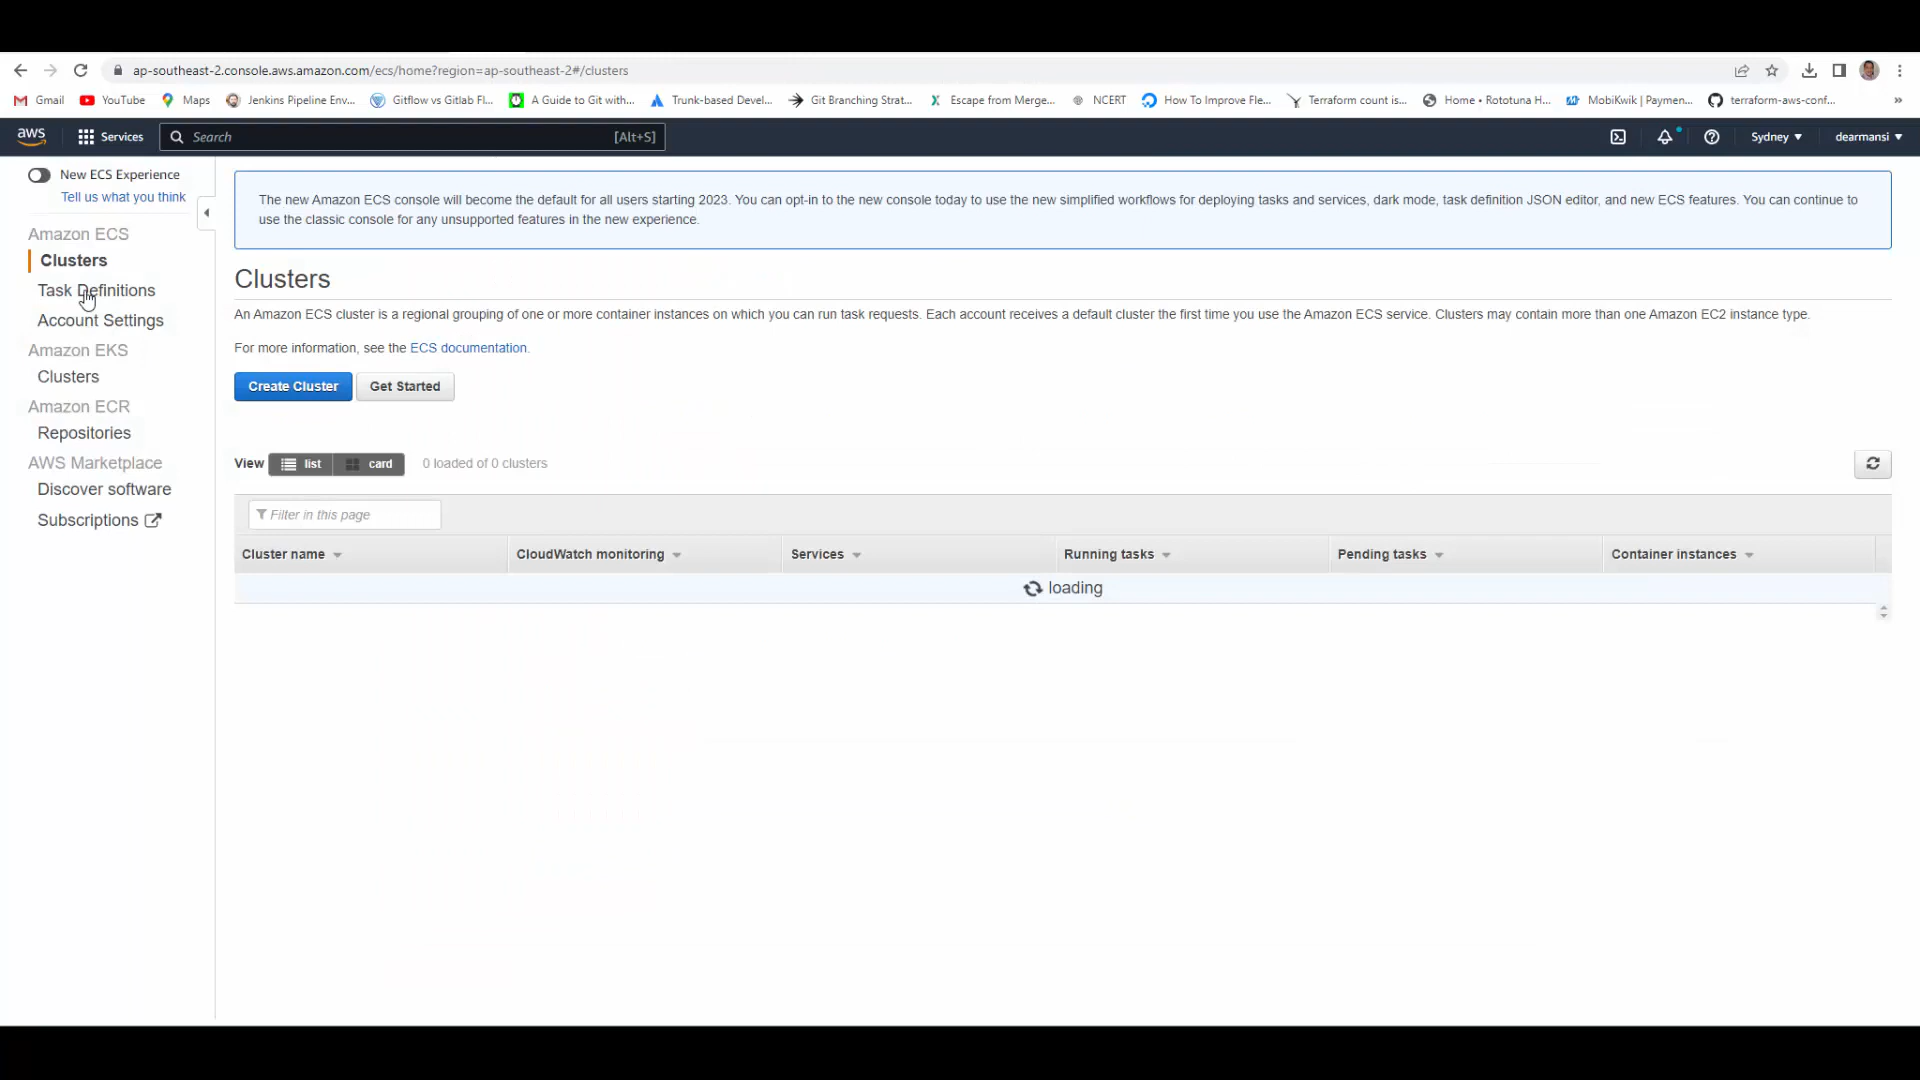 ap-southeast-2.console.aws.amazon.com/ecs/home?region=ap-southeast-2#/clusters
Gmail YouTube Maps Jenkins Pipeline Env... Gitflow vs Gitlab Fl... A Guide to Git with... Trunk-based Devel... Git Branching Strat... Escape from Merge... NCERT How To Improve Fle... Terraform count is... Home • Rototuna H... MobiKwik | Paymen... terraform-aws-conf... »
aws Services Search [Alt+S] Sydney dearmansi
New ECS Experience
Tell us what you think
Amazon ECS
Clusters
Task Definitions
Account Settings
Amazon EKS
Clusters
Amazon ECR
Repositories
AWS Marketplace
Discover software
Subscriptions
The new Amazon ECS console will become the default for all users starting 2023. You can opt-in to the new console today to use the new simplified workflows for deploying tasks and services, dark mode, task definition JSON editor, and new ECS features. You can continue to
use the classic console for any unsupported features in the new experience.
Clusters
An Amazon ECS cluster is a regional grouping of one or more container instances on which you can run task requests. Each account receives a default cluster the first time you use the Amazon ECS service. Clusters may contain more than one Amazon EC2 instance type.
For more information, see the ECS documentation.
Create Cluster Get Started
View list card 0 loaded of 0 clusters
Filter in this page
Cluster name CloudWatch monitoring Services Running tasks Pending tasks Container instances
loading